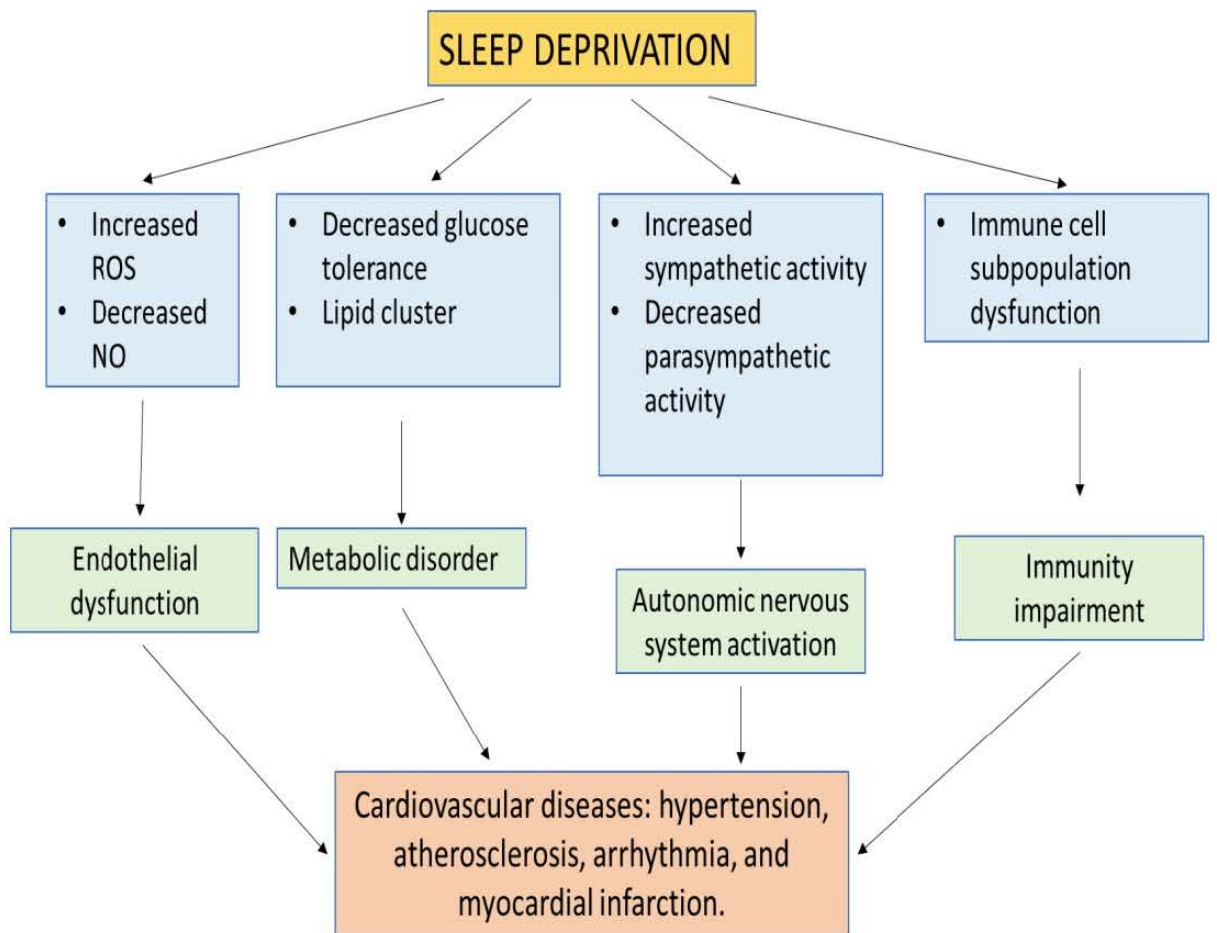 SLEEP DEPRIVATION
• Increased
ROS
• Decreased
NO
• Decreased glucose
tolerance
• Lipid cluster
• Increased
sympathetic activity
• Decreased
parasympathetic
activity
• Immune cell
subpopulation
dysfunction
Endothelial
dysfunction
Metabolic disorder
Autonomic nervous
system activation
Immunity
impairment
Cardiovascular diseases: hypertension,
atherosclerosis, arrhythmia, and
myocardial infarction.